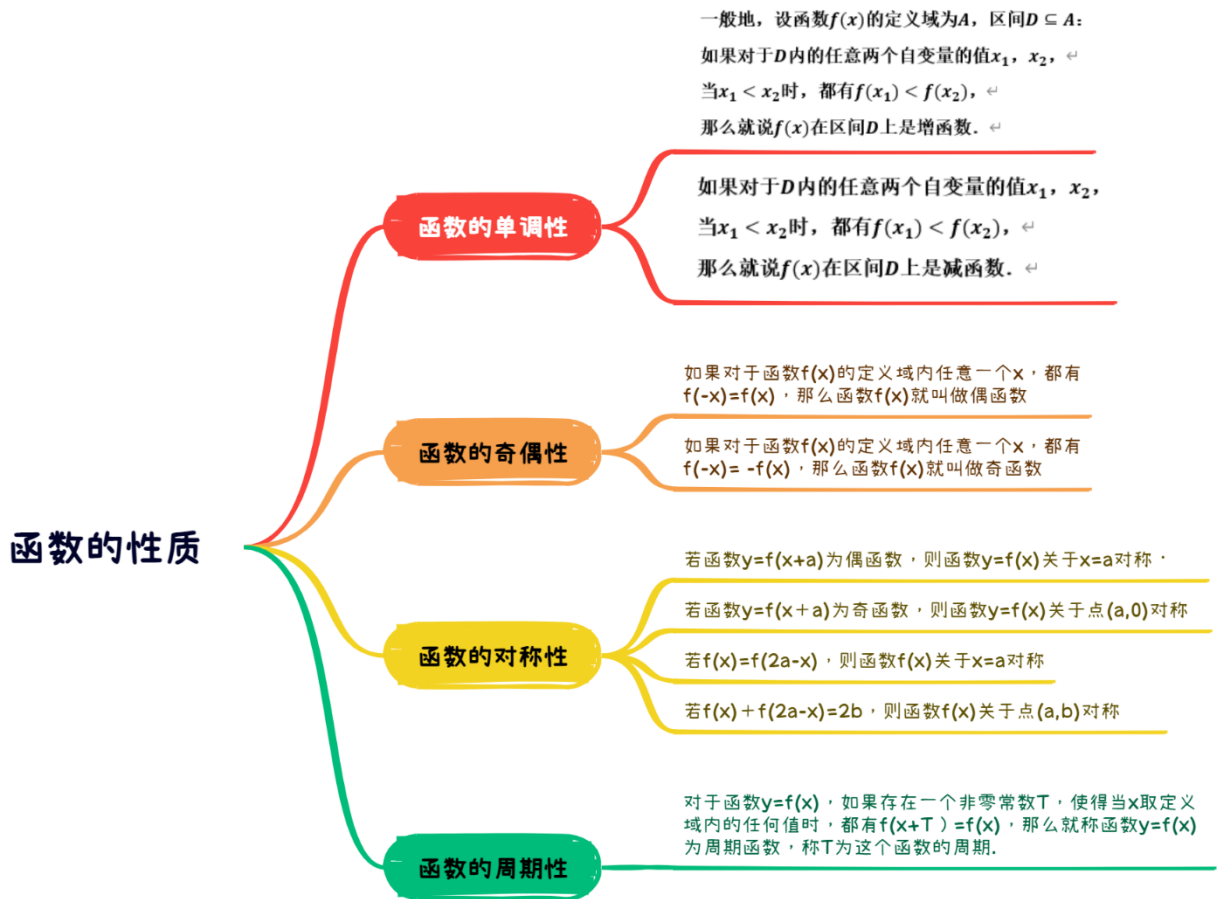 一般地，设函数f(x)的定义域为A，区间D ⊆ A：
如果对于D内的任意两个自变量的值x₁，x₂，↵
当x₁ < x₂时，都有f(x₁) < f(x₂)，↵
那么就说f(x)在区间D上是增函数．↵
如果对于D内的任意两个自变量的值x₁，x₂，
当x₁ < x₂时，都有f(x₁) < f(x₂)，↵
那么就说f(x)在区间D上是减函数．↵
函数的单调性
如果对于函数f(x)的定义域内任意一个x，都有
f(-x)=f(x)，那么函数f(x)就叫做偶函数
如果对于函数f(x)的定义域内任意一个x，都有
f(-x)= -f(x)，那么函数f(x)就叫做奇函数
函数的奇偶性
函数的性质
若函数y=f(x+a)为偶函数，则函数y=f(x)关于x=a对称．
若函数y=f(x＋a)为奇函数，则函数y=f(x)关于点(a,0)对称
若f(x)=f(2a-x)，则函数f(x)关于x=a对称
若f(x)＋f(2a-x)=2b，则函数f(x)关于点(a,b)对称
函数的对称性
对于函数y=f(x)，如果存在一个非零常数T，使得当x取定义
域内的任何值时，都有f(x+T）=f(x)，那么就称函数y=f(x)
为周期函数，称T为这个函数的周期.
函数的周期性